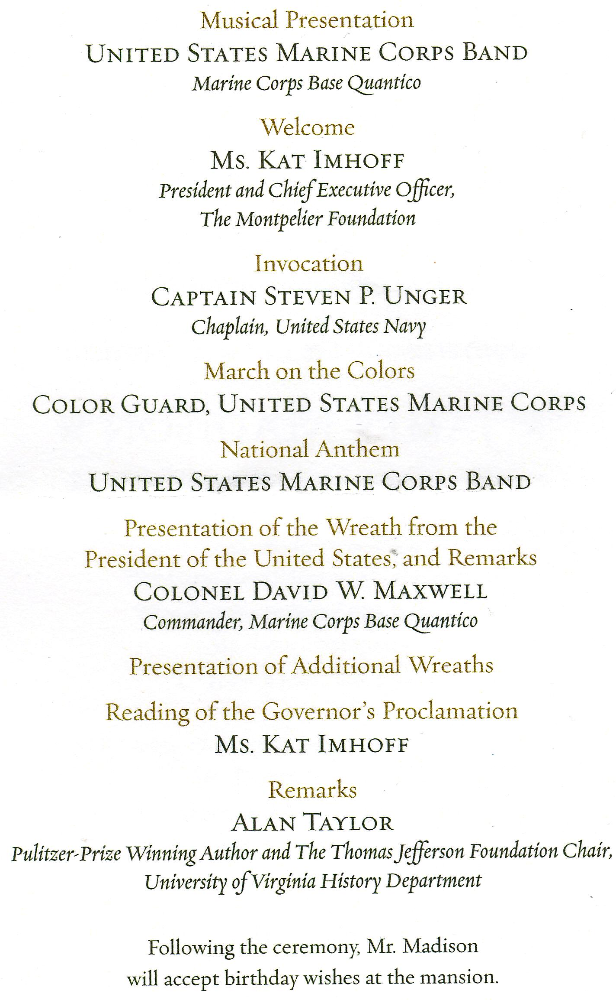 Musical Presentation
United States Marine Corps Band
Marine Corps Base Quantico
Welcome
Ms. Kat Imhoff
President and Chief Executive Officer,
The Montpelier Foundation
Invocation
Captain Steven P. Unger
Chaplain, United States Navy
March on the Colors
Color Guard, United States Marine Corps
National Anthem
United States Marine Corps Band
Presentation of the Wreath from the
President of the United States, and Remarks
Colonel David W. Maxwell
Commander, Marine Corps Base Quantico
Presentation of Additional Wreaths
Reading of the Governor's Proclamation
Ms. Kat Imhoff
Remarks
Alan Taylor
Pulitzer-Prize Winning Author and The Thomas Jefferson Foundation Chair,
University of Virginia History Department
Following the ceremony, Mr. Madison
will accept birthday wishes at the mansion.